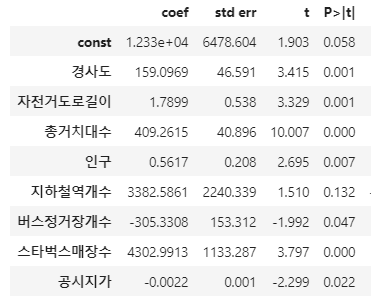 coef std err t P>|t|
const 1.233e+04 6478.604 1.903 0.058
경사도 159.0969 46.591 3.415 0.001
자전거도로길이 1.7899 0.538 3.329 0.001
총거치대수 409.2615 40.896 10.007 0.000
인구 0.5617 0.208 2.695 0.007
지하철역개수 3382.5861 2240.339 1.510 0.132
버스정거장개수 -305.3308 153.312 -1.992 0.047
스타벅스매장수 4302.9913 1133.287 3.797 0.000
공시지가 -0.0022 0.001 -2.299 0.022